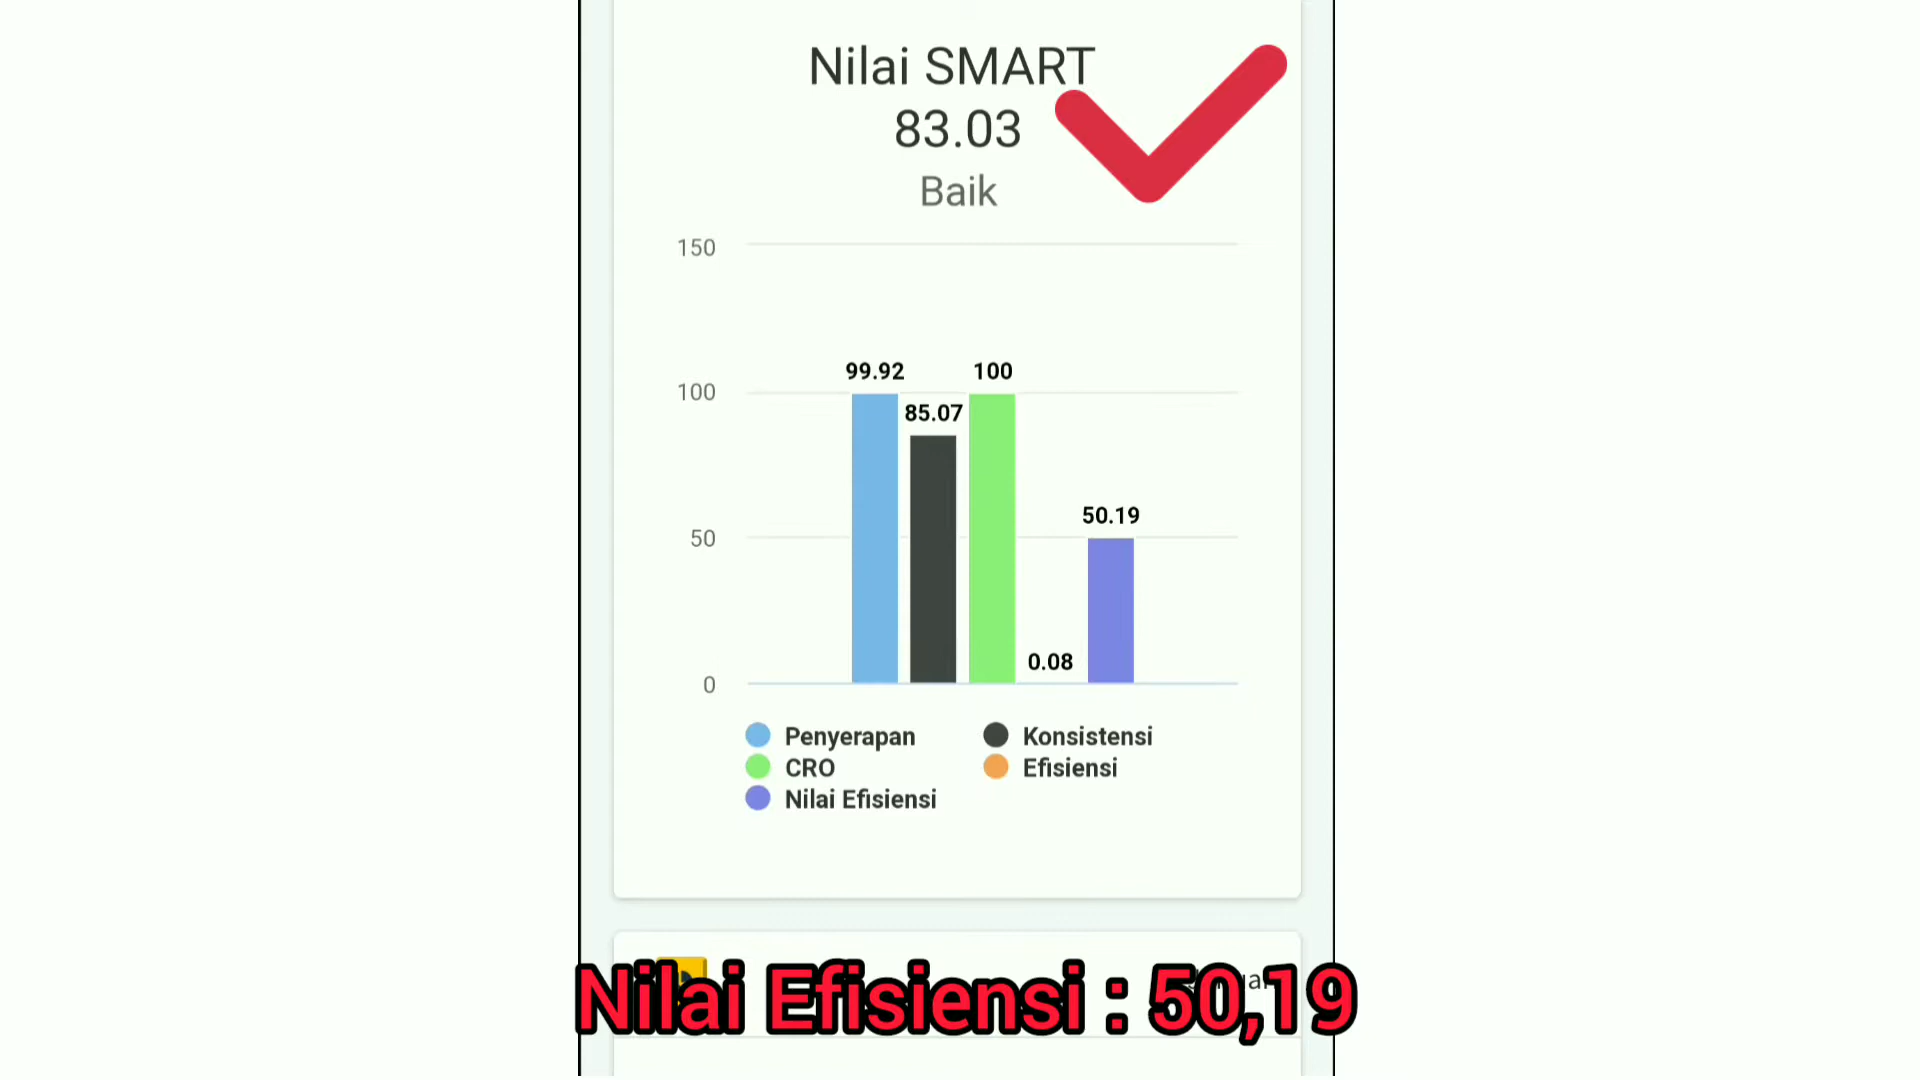 Nilai SMART
83.03
Baik
150
99.92
100
100
85.07
50.19
50
0.08
0
Penyerapan
Konsistensi
CRO
Efisiensi
Nilai Efisiensi
Nilai Efisiensi : 50,19